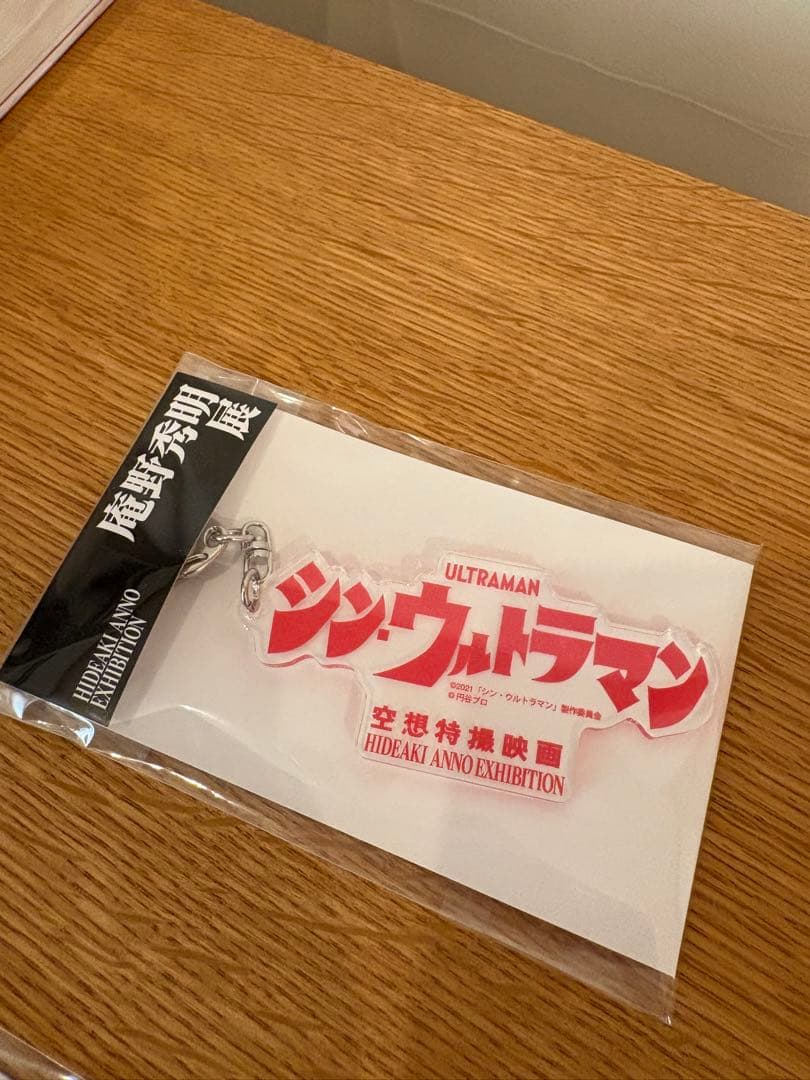 庵野秀明
展
HIDEAKI ANNO
EXHIBITION
ULTRAMAN
シン・ウルトラマン
©2021「シン・ウルトラマン」製作委員会
©円谷プロ
空想特撮映画
HIDEAKI ANNO EXHIBITION